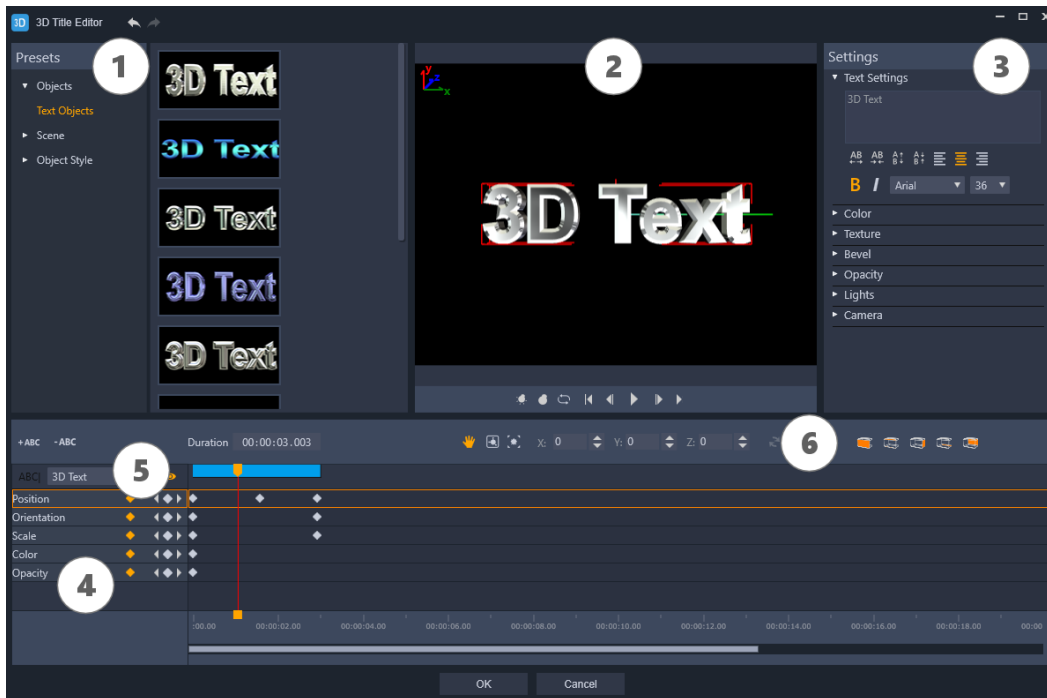 3D 3D Title Editor
Presets
1
Objects
Text Objects
Scene
Object Style
3D Text
3D Text
3D Text
3D Text
3D Text
2
y
z
x
3D Text
Settings
3
Text Settings
3D Text
AB AB A A
B B
B I Arial 36
Color
Texture
Bevel
Opacity
Lights
Camera
+ABC -ABC Duration 00:00:03.003 X: 0 Y: 0 Z: 0 6
ABC| 3D Text 5
Position
Orientation
Scale
Color
Opacity
4
:00.00 00:00:02.00 00:00:04.00 00:00:06.00 00:00:08.00 00:00:10.00 00:00:12.00 00:00:14.00 00:00:16.00 00:00:18.00 00:00
OK Cancel